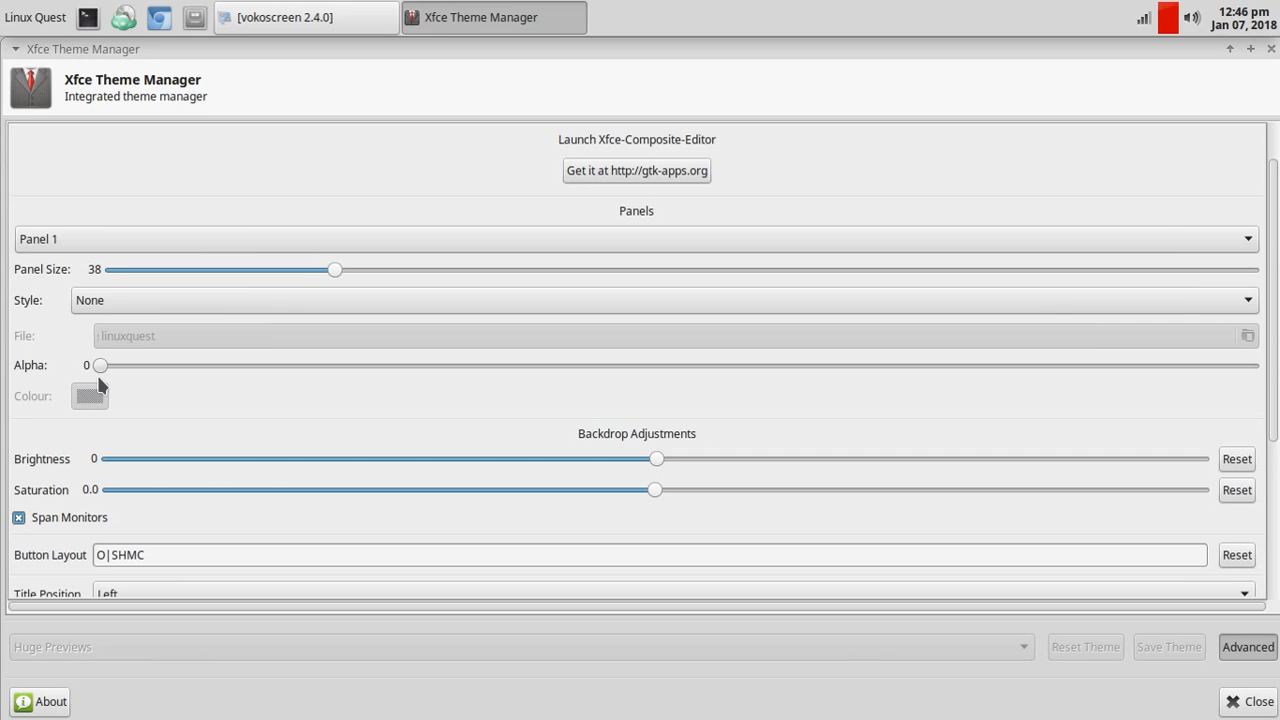 Linux Quest
[vokoscreen 2.4.0]
Xfce Theme Manager
12:46 pm
Jan 07, 2018
Xfce Theme Manager
Xfce Theme Manager
Integrated theme manager
Launch Xfce-Composite-Editor
Get it at http://gtk-apps.org
Panels
Panel 1
Panel Size: 38
Style: None
File: linuxquest
Alpha: 0
Colour:
Backdrop Adjustments
Brightness 0 Reset
Saturation 0.0 Reset
Span Monitors
Button Layout O|SHMC Reset
Title Position Left
Huge Previews Reset Theme Save Theme Advanced
About Close